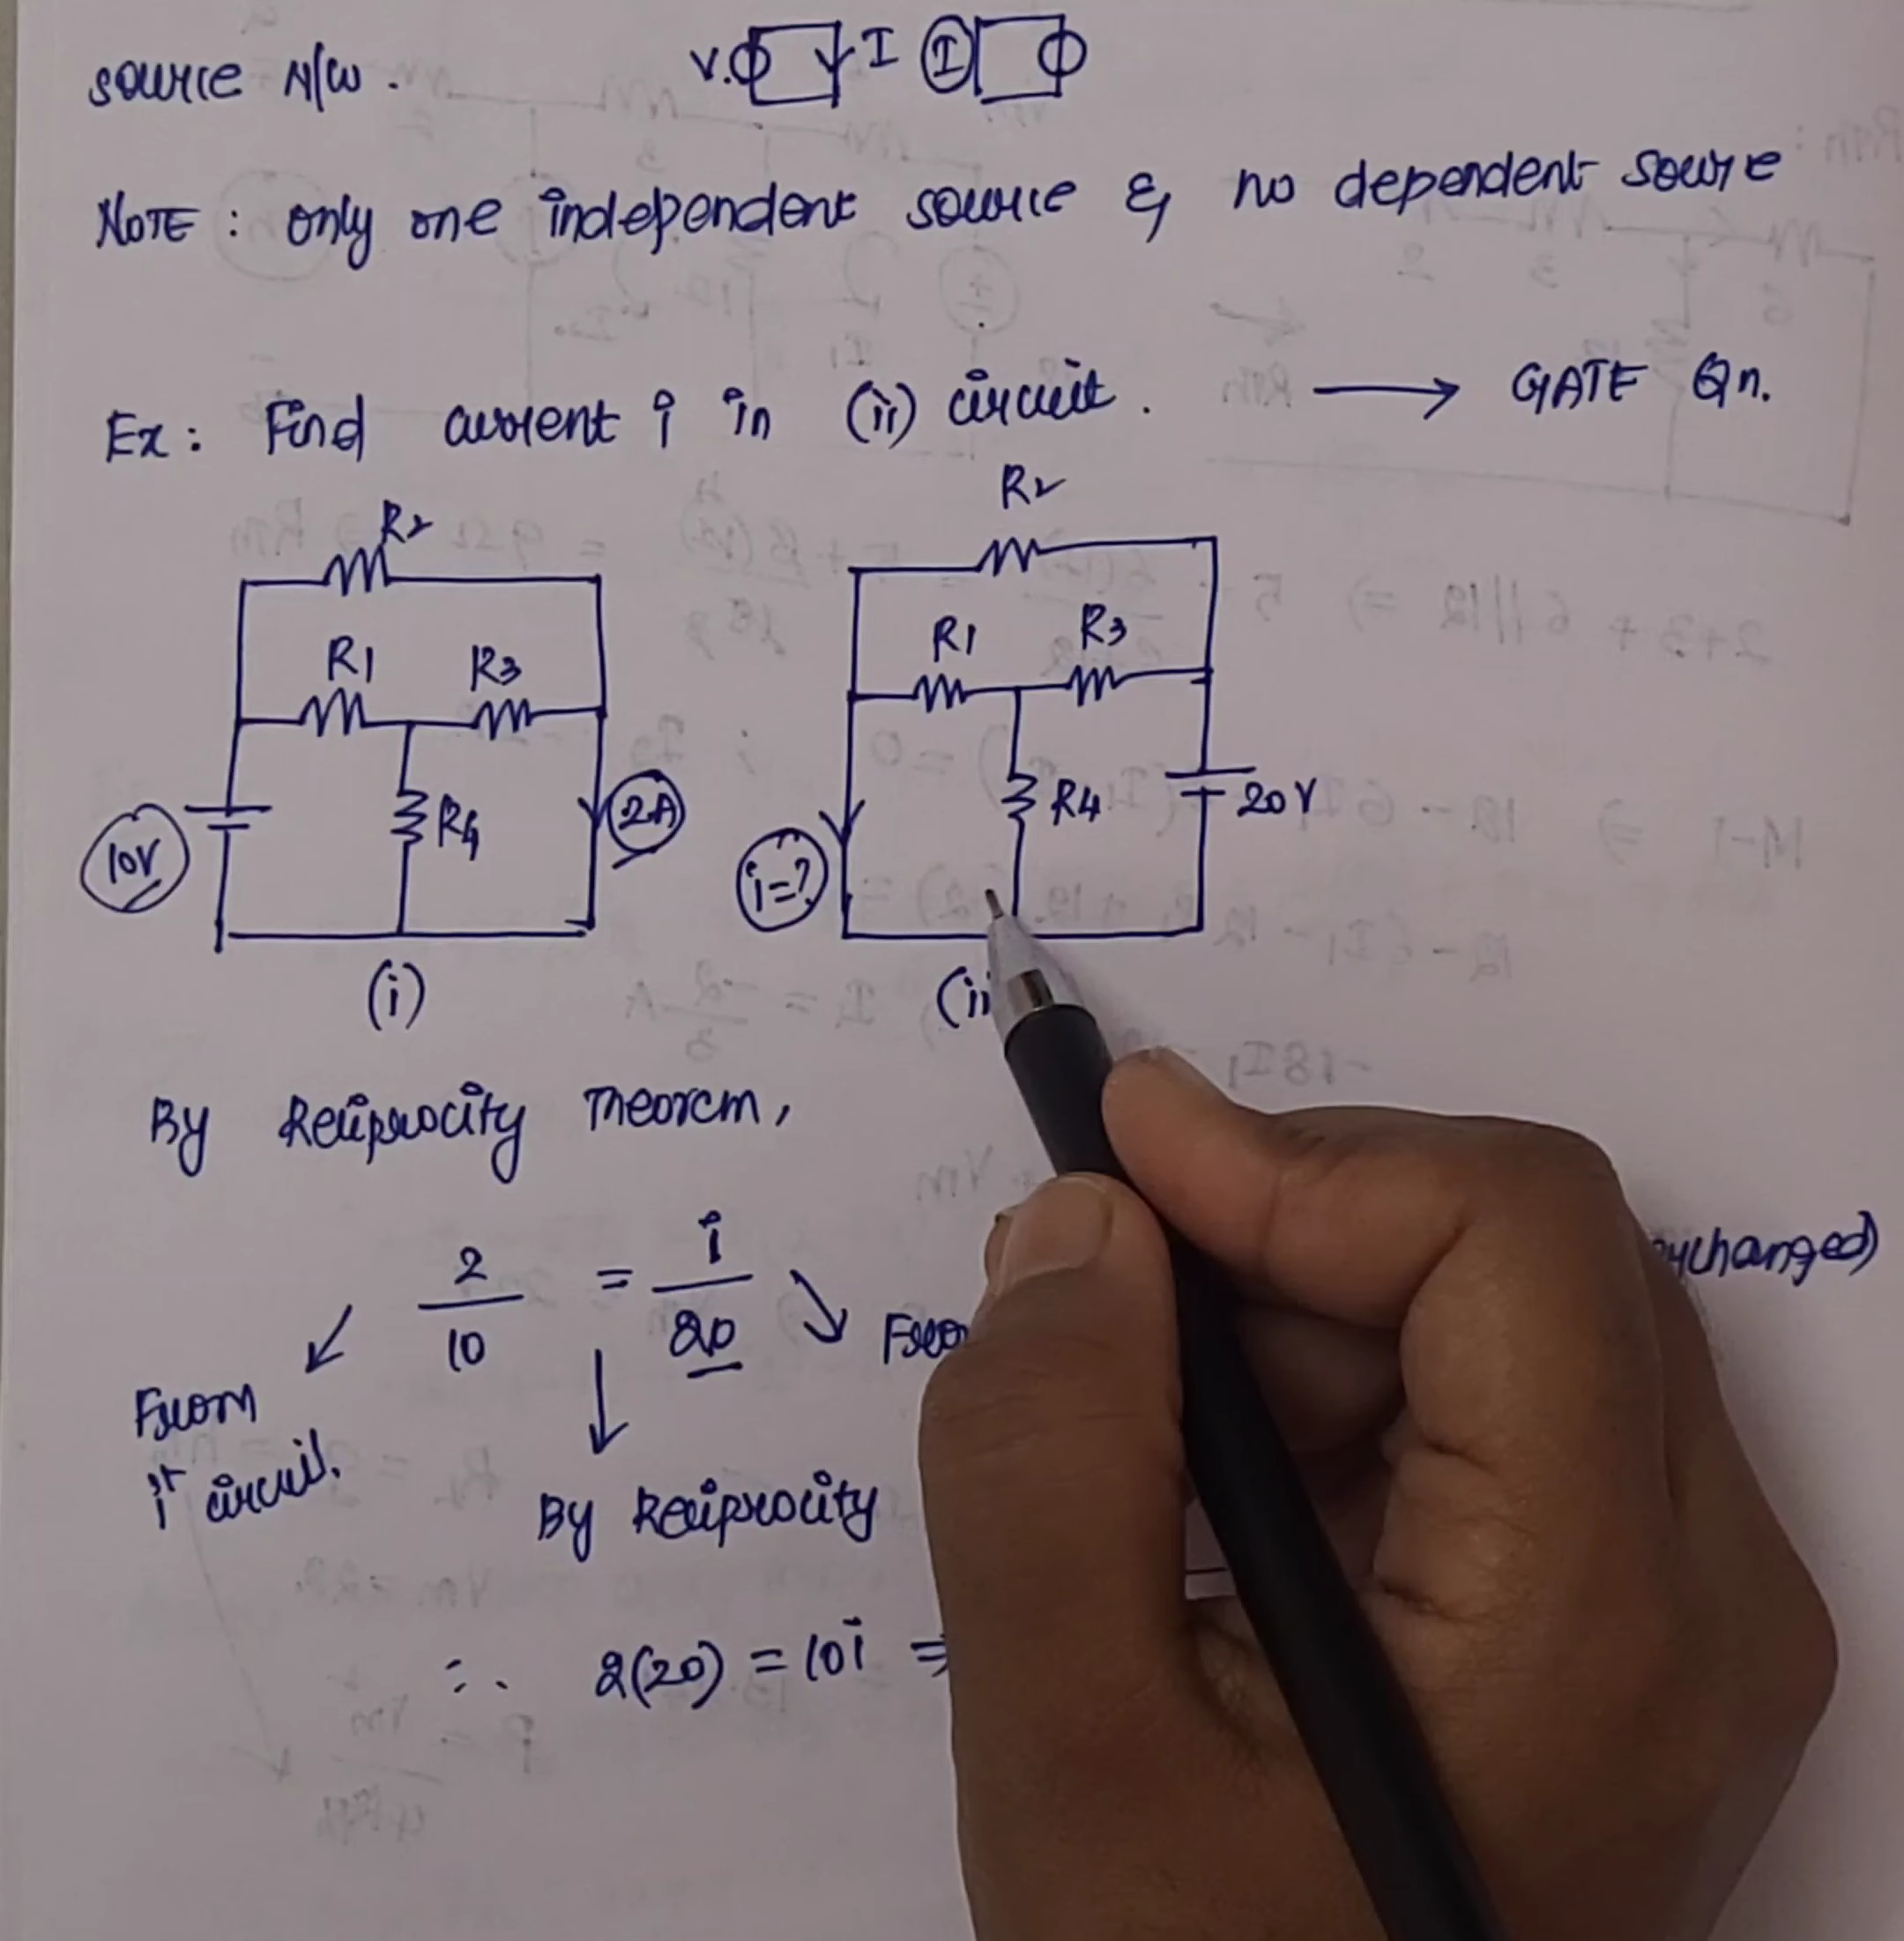 source N/W.
V. I I
NOTE: only one independent source & no dependent sourse
Ex: Find current i in (ii) circuit. → GATE Qn.
R2 R2
R1 R3 R1 R3
10V R4 2A i=? R4 20V
(i) (ii
By Reciprocity Theorem,
2/10 = i/20
From
1st circuit.
By Reciprocity
∴ 2(20) = 10i ⇒